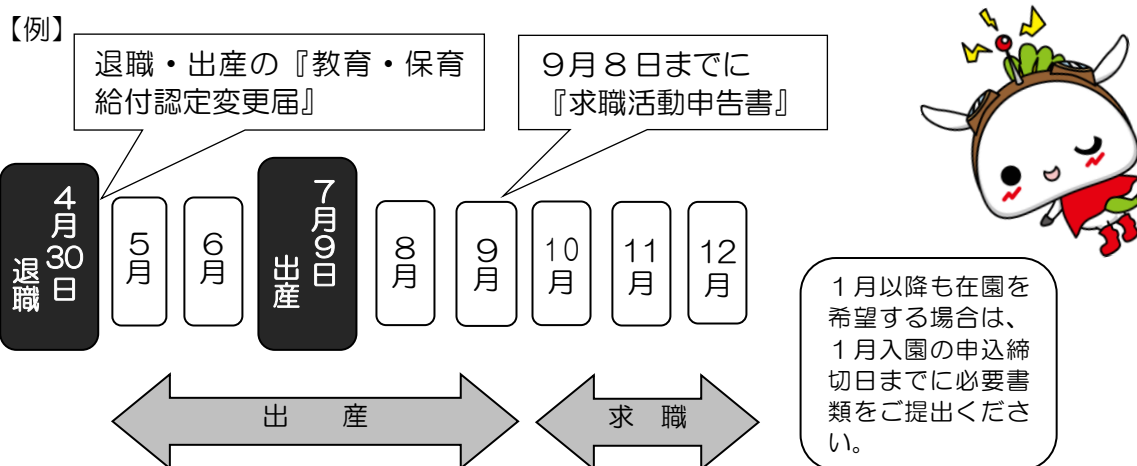 【例】
退職・出産の『教育・保育
給付認定変更届』
９月８日までに
『求職活動申告書』
４月30日
退職
５月
６月
７月９日
出産
８月
９月
10月
11月
12月
出　産
求　職
１月以降も在園を
希望する場合は、
１月入園の申込締
切日までに必要書
類をご提出くださ
い。